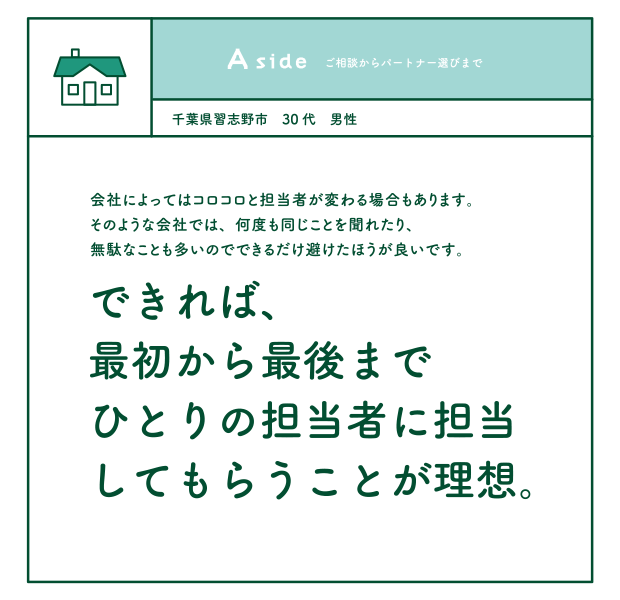 A side ご相談からパートナー選びまで
千葉県習志野市 30代 男性
会社によってはコロコロと担当者が変わる場合もあります。
そのような会社では、何度も同じことを聞れたり、
無駄なことも多いのでできるだけ避けたほうが良いです。
できれば、
最初から最後まで
ひとりの担当者に担当
してもらうことが理想。